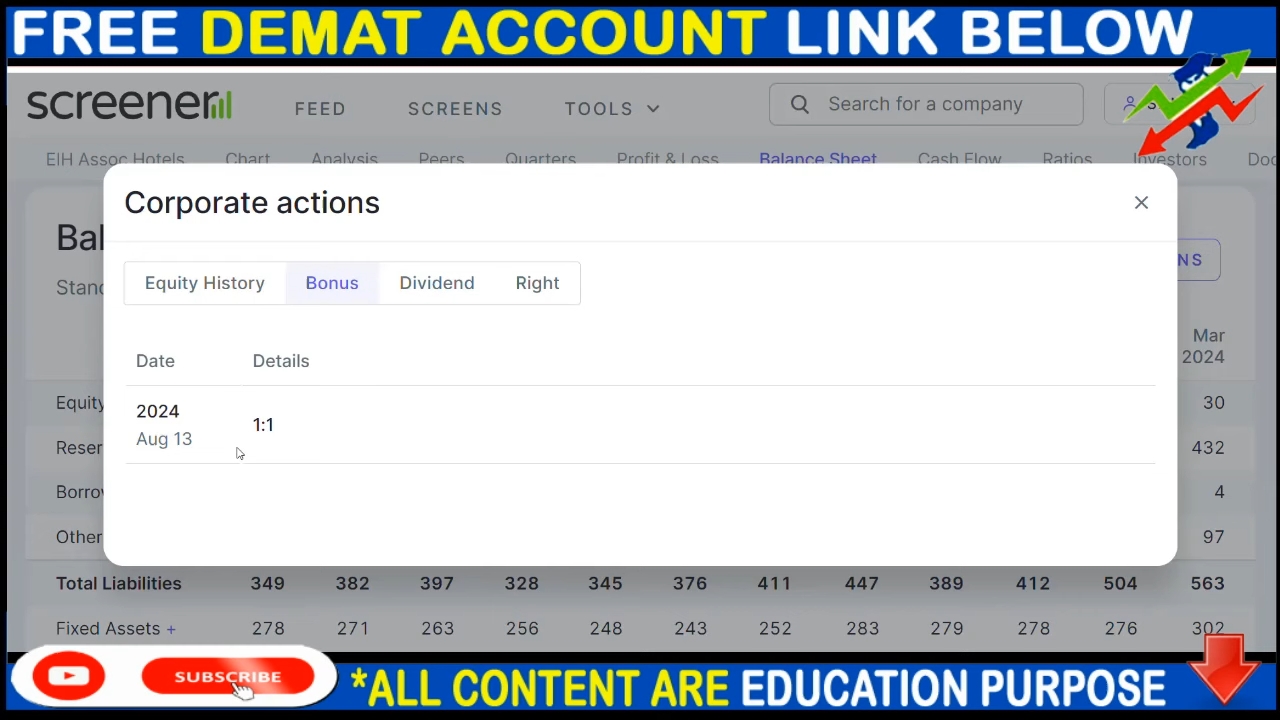 FREE DEMAT ACCOUNT LINK BELOW
screener FEED SCREENS TOOLS Search for a company
EIH Assoc Hotels Chart Analysis Peers Quarters Profit & Loss Balance Sheet Cash Flow Ratios Investors
Corporate actions
Equity History Bonus Dividend Right
Mar
2024
Date Details
2024
Aug 13
1:1
Equity 30
432
4
Other 97
Total Liabilities 349 382 397 328 345 376 411 447 389 412 504 563
Fixed Assets + 278 271 263 256 248 243 252 283 279 278 276 302
SUBSCRIBE
*ALL CONTENT ARE EDUCATION PURPOSE